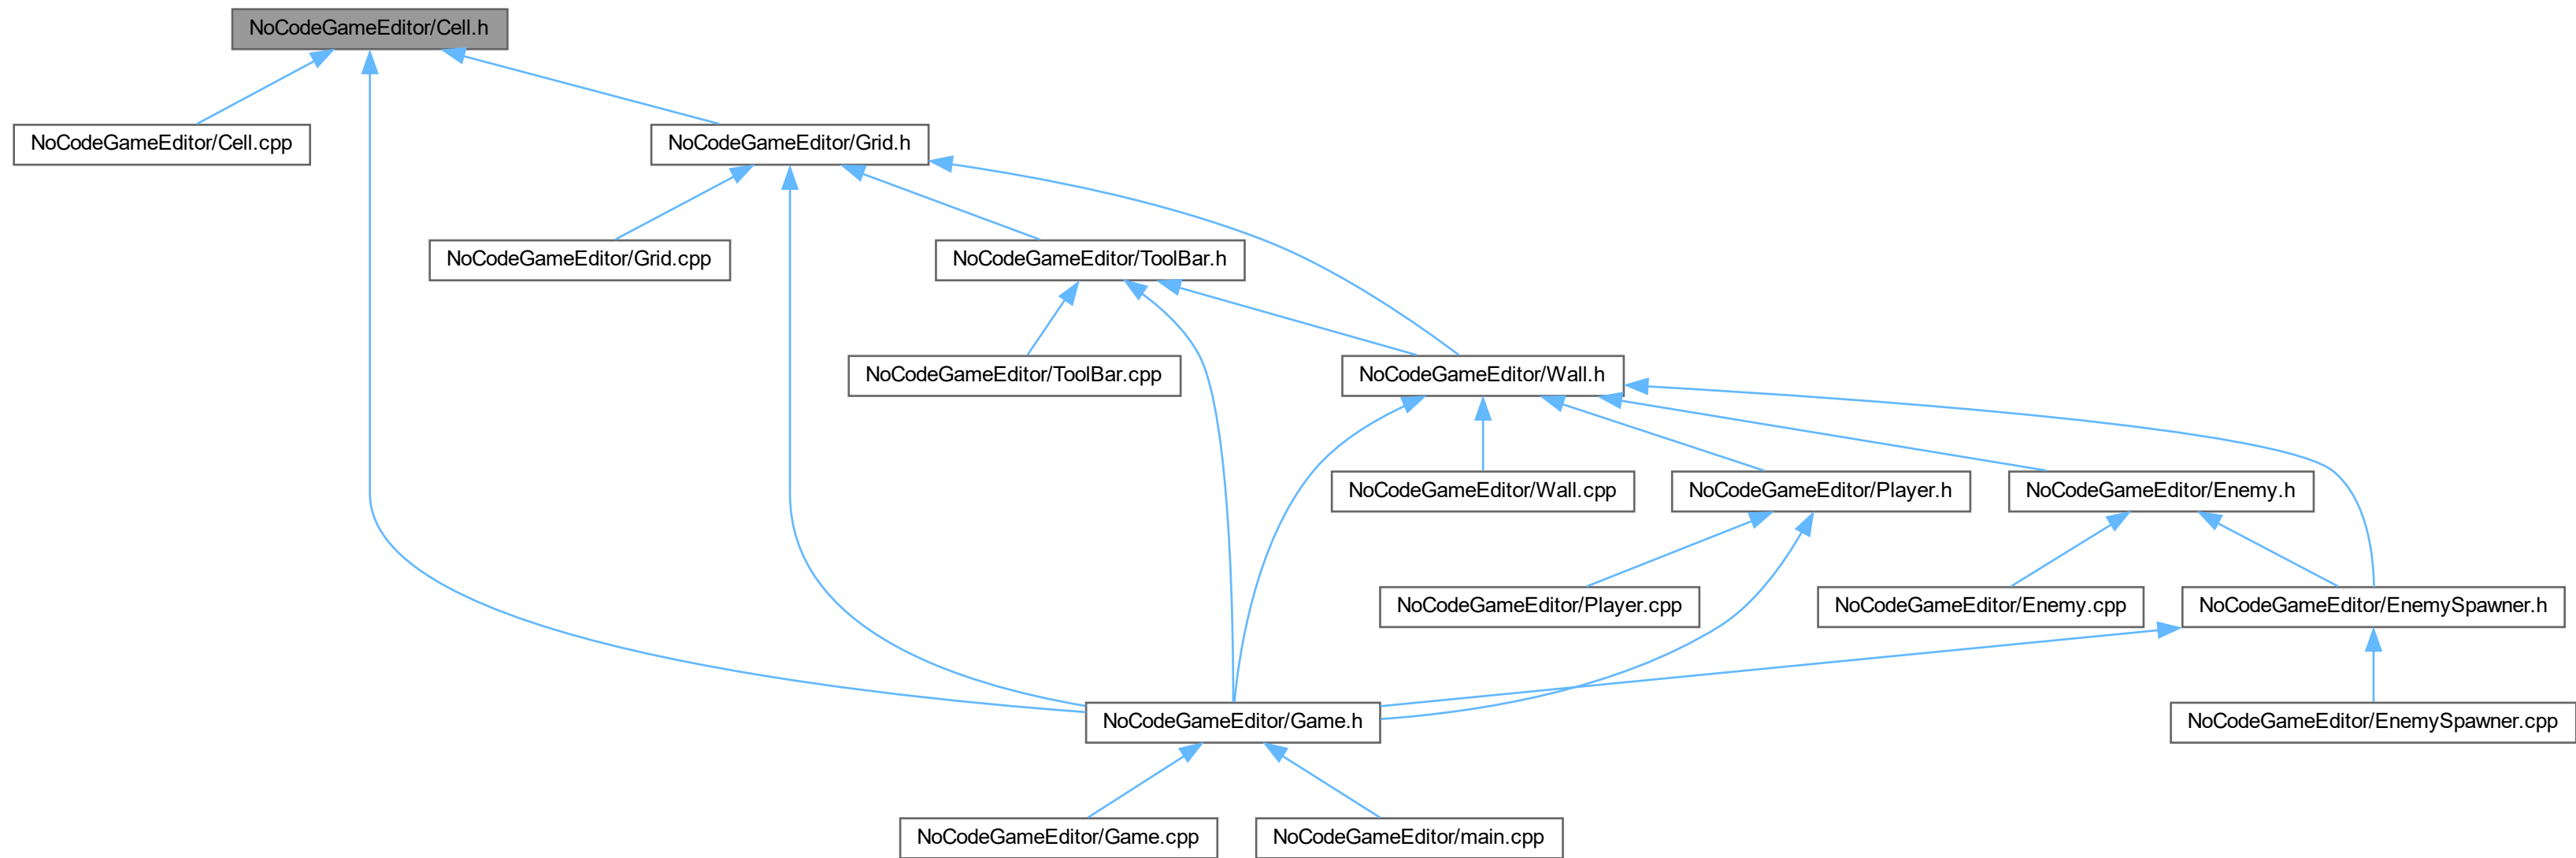 NoCodeGameEditor/Cell.h
NoCodeGameEditor/Cell.cpp
NoCodeGameEditor/Grid.h
NoCodeGameEditor/Grid.cpp
NoCodeGameEditor/ToolBar.h
NoCodeGameEditor/ToolBar.cpp
NoCodeGameEditor/Wall.h
NoCodeGameEditor/Wall.cpp
NoCodeGameEditor/Player.h
NoCodeGameEditor/Enemy.h
NoCodeGameEditor/Player.cpp
NoCodeGameEditor/Enemy.cpp
NoCodeGameEditor/EnemySpawner.h
NoCodeGameEditor/Game.h
NoCodeGameEditor/EnemySpawner.cpp
NoCodeGameEditor/Game.cpp
NoCodeGameEditor/main.cpp